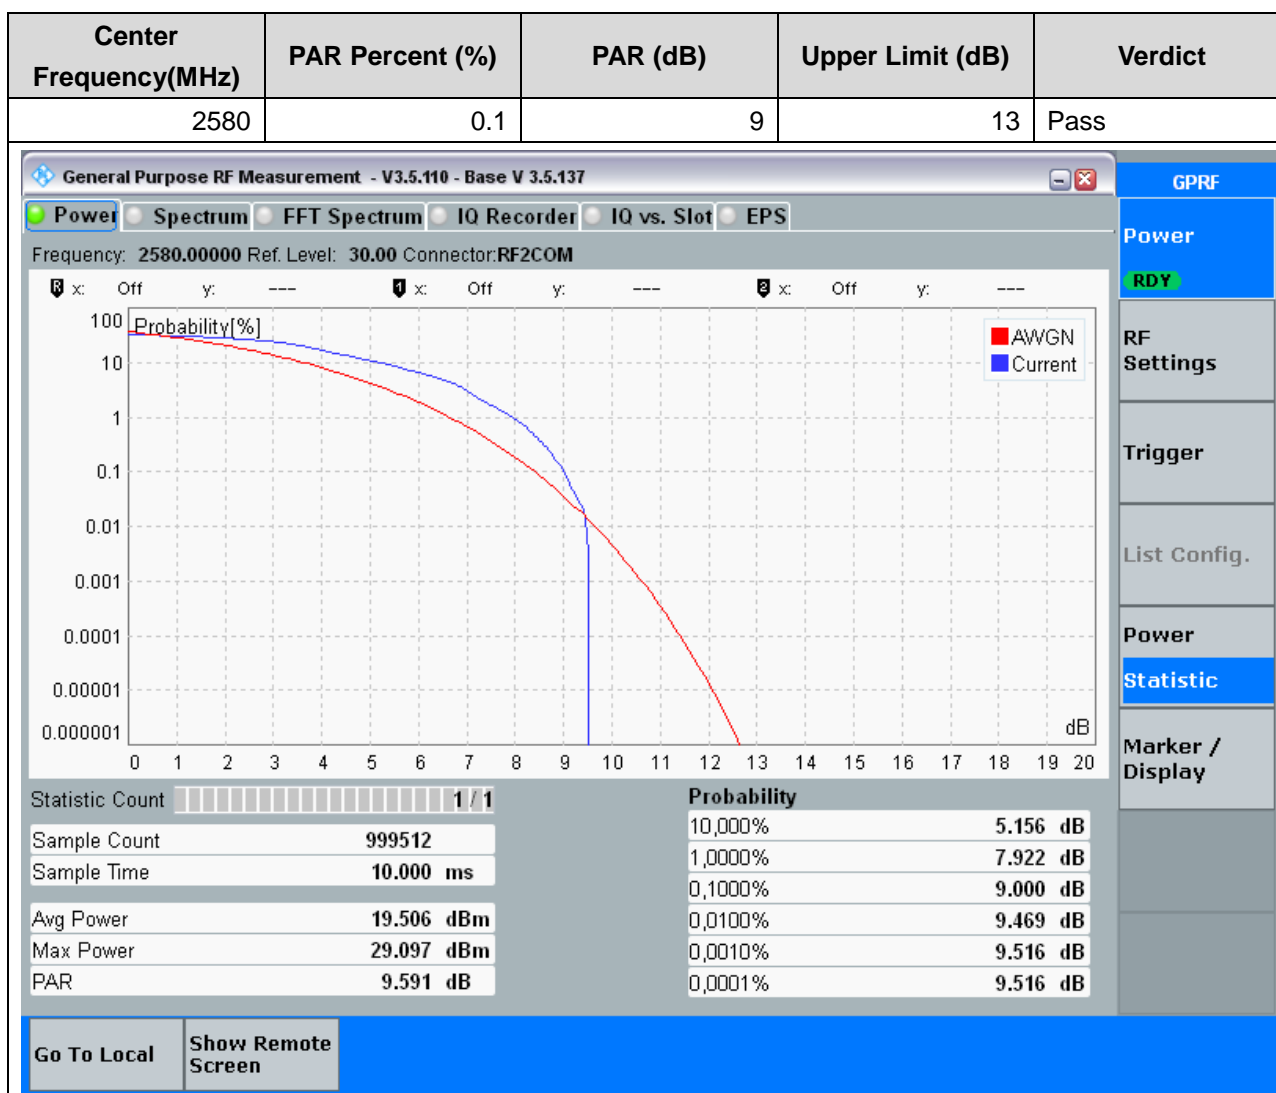 Center Frequency(MHz) PAR Percent (%) PAR (dB) Upper Limit (dB) Verdict
2580 0.1 9 13 Pass
General Purpose RF Measurement - V3.5.110 - Base V 3.5.137
GPRF
Power Spectrum FFT Spectrum IQ Recorder IQ vs. Slot EPS
Frequency: 2580.00000 Ref. Level: 30.00 Connector:RF2COM
R x: Off y: --- 1 x: Off y: --- 2 x: Off y: ---
Probability[%]
AWGN
Current
100
10
1
0.1
0.01
0.001
0.0001
0.00001
0.000001
dB
0 1 2 3 4 5 6 7 8 9 10 11 12 13 14 15 16 17 18 19 20
Statistic Count 1 / 1
Sample Count 999512
Sample Time 10.000 ms
Avg Power 19.506 dBm
Max Power 29.097 dBm
PAR 9.591 dB
Probability
10,000% 5.156 dB
1,0000% 7.922 dB
0,1000% 9.000 dB
0,0100% 9.469 dB
0,0010% 9.516 dB
0,0001% 9.516 dB
Power
RDY
RF
Settings
Trigger
List Config.
Power
Statistic
Marker /
Display
Go To Local
Show Remote
Screen